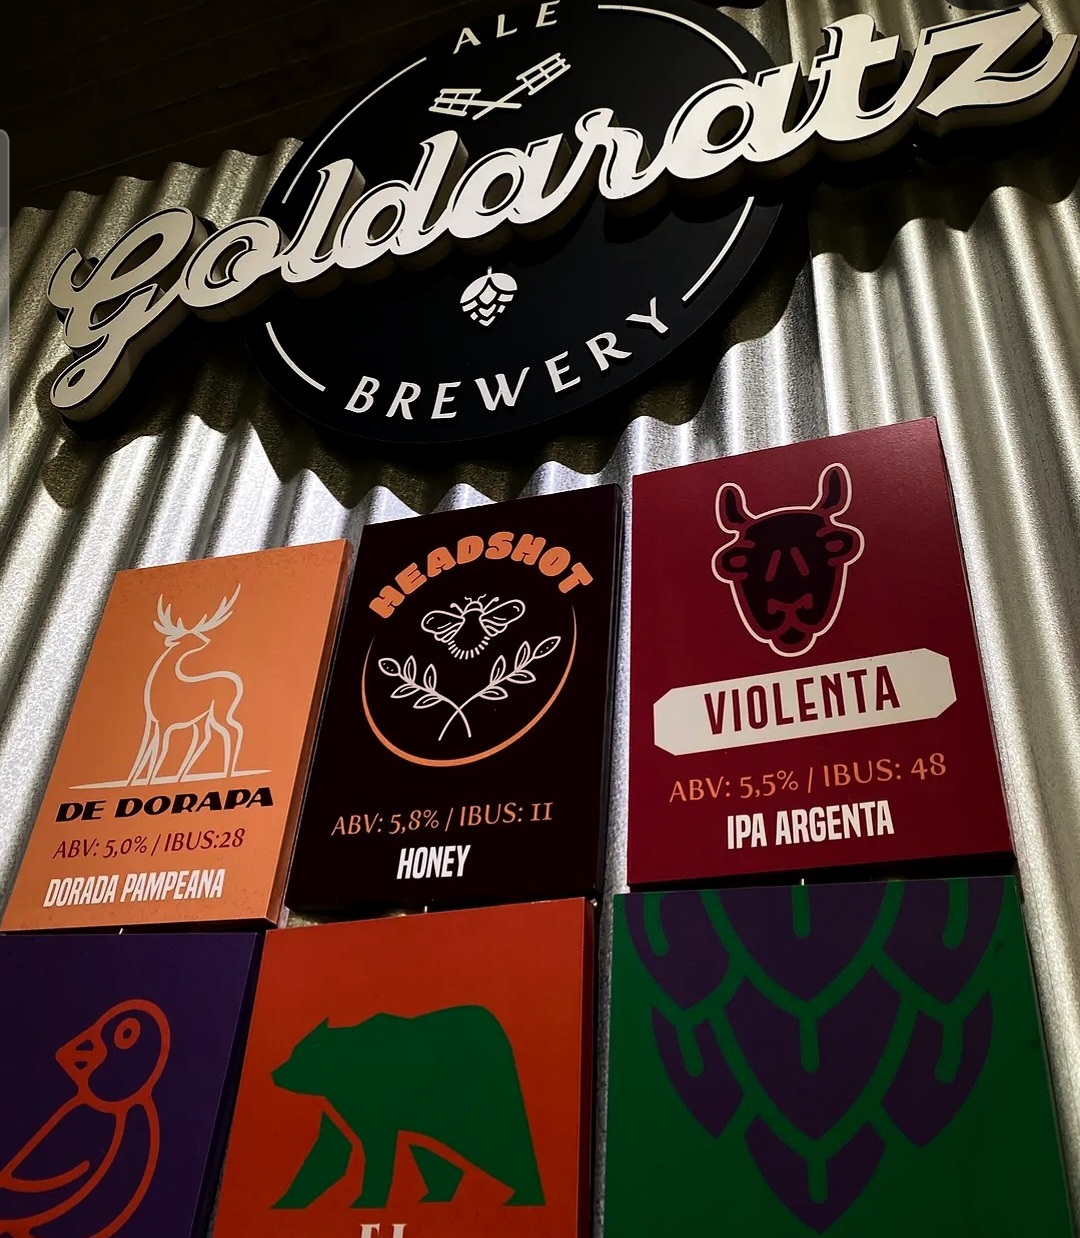 ALE
Goldaratz
BREWERY
DE DORAPA
ABV: 5,0% / IBUS:28
DORADA PAMPEANA
HEADSHOT
ABV: 5,8% / IBUS: 11
HONEY
VIOLENTA
ABV: 5,5% / IBUS: 48
IPA ARGENTA